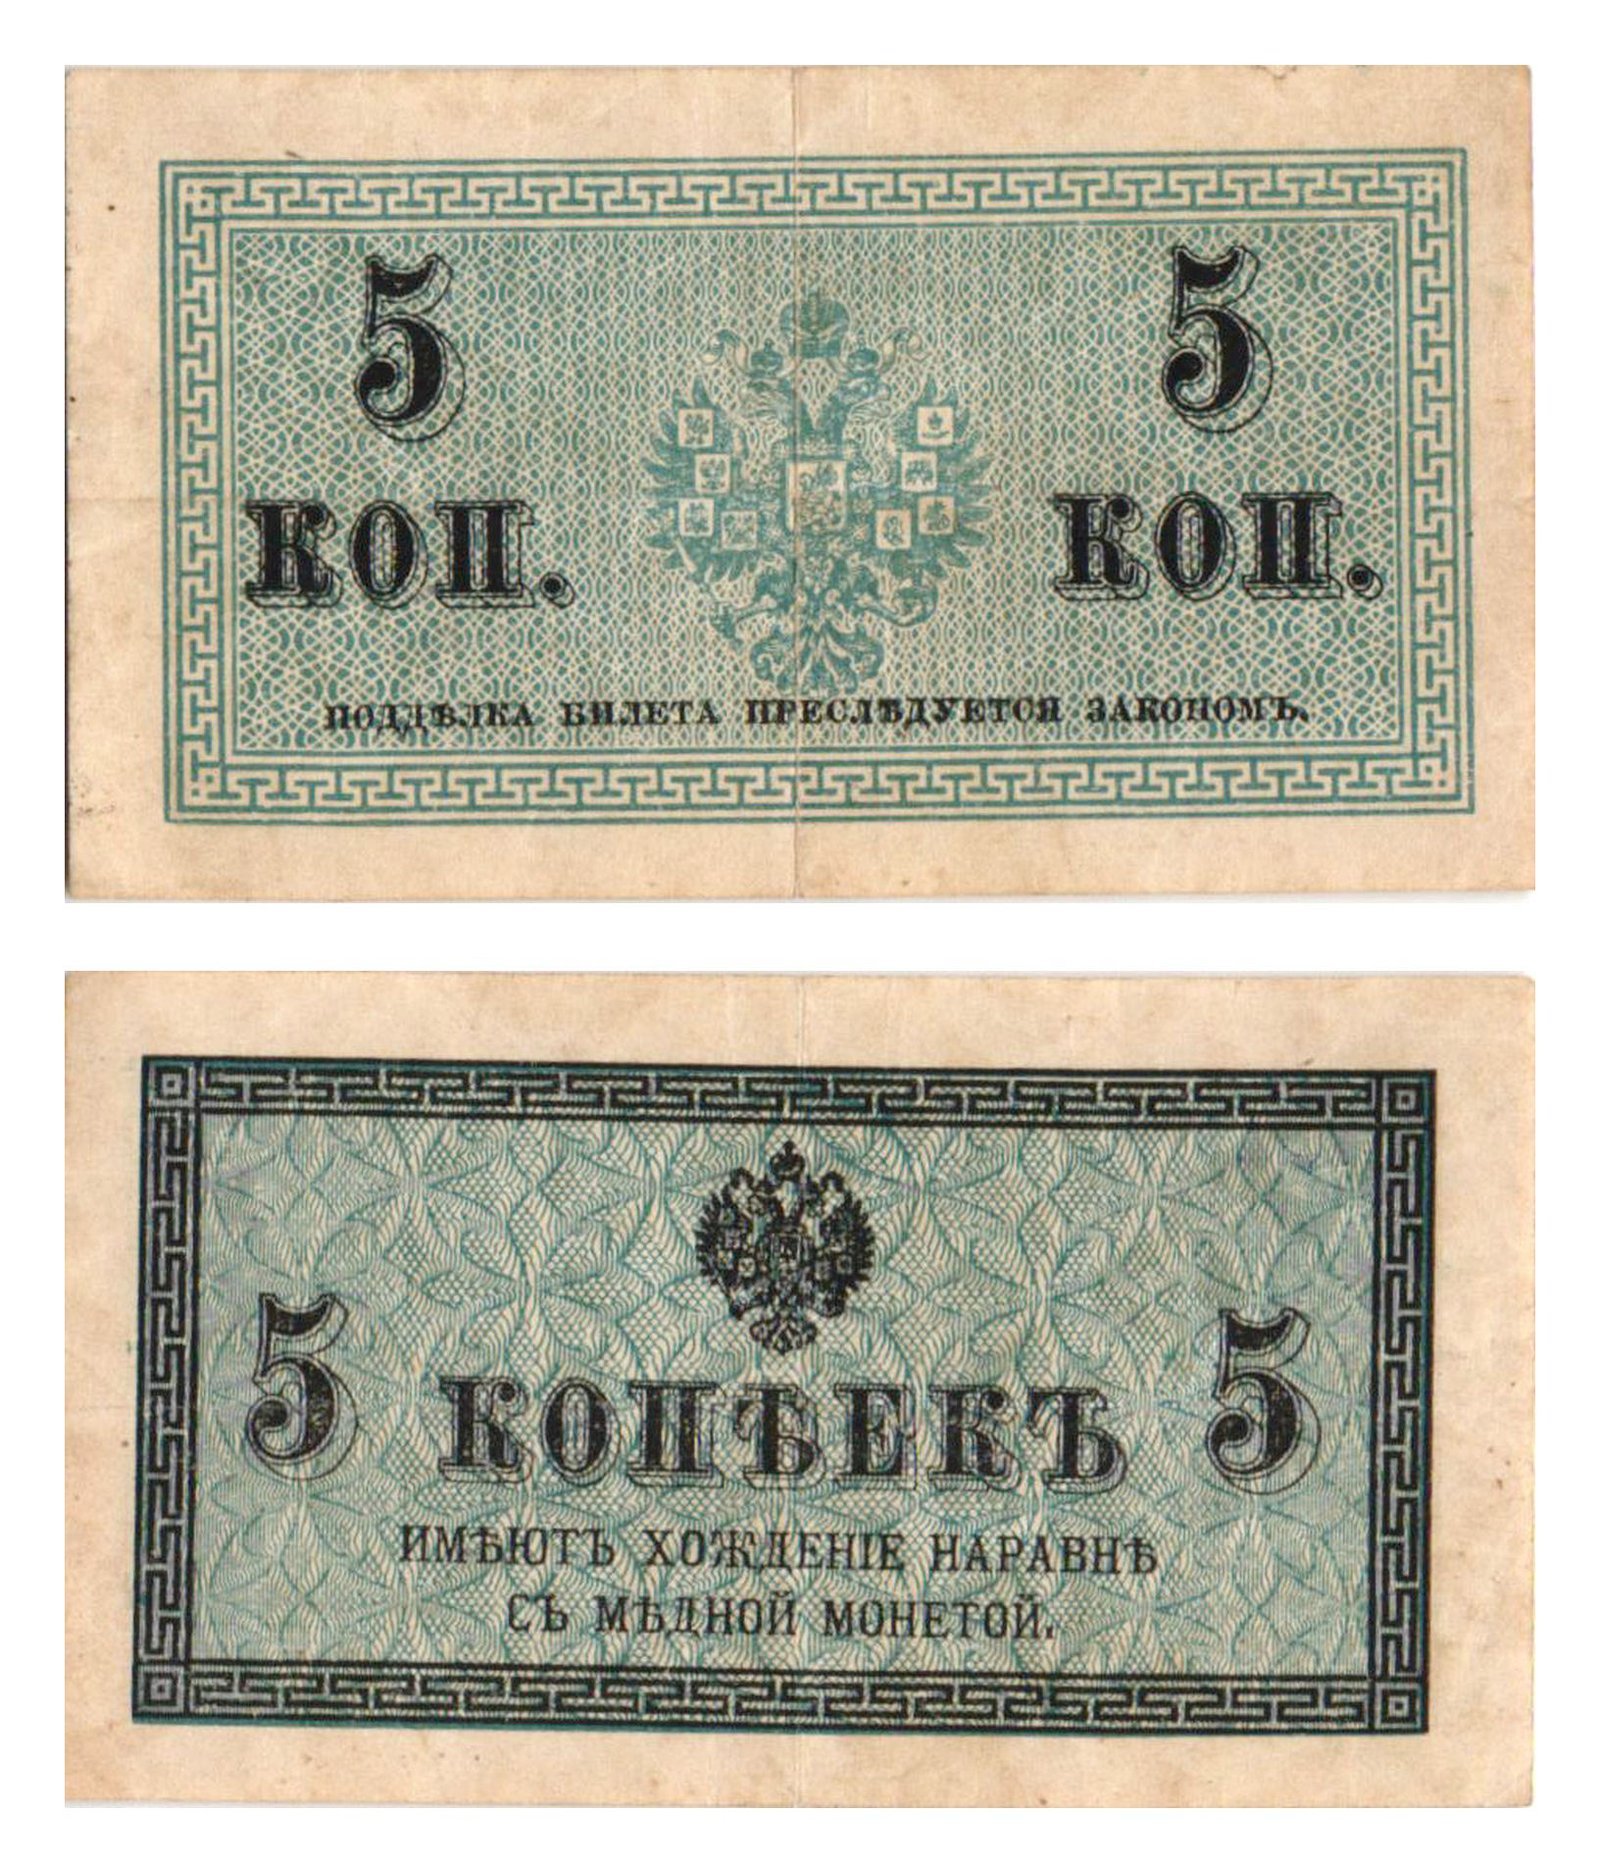 5 5
КОП. КОП.
ПОДДѢЛКА БИЛЕТА ПРЕСЛѢДУЕТСЯ ЗАКОНОМЪ.
5 КОПѢЕКЪ 5
ИМѢЮТЪ ХОЖДЕНІЕ НАРАВНѢ
СЪ МѢДНОЙ МОНЕТОЙ.